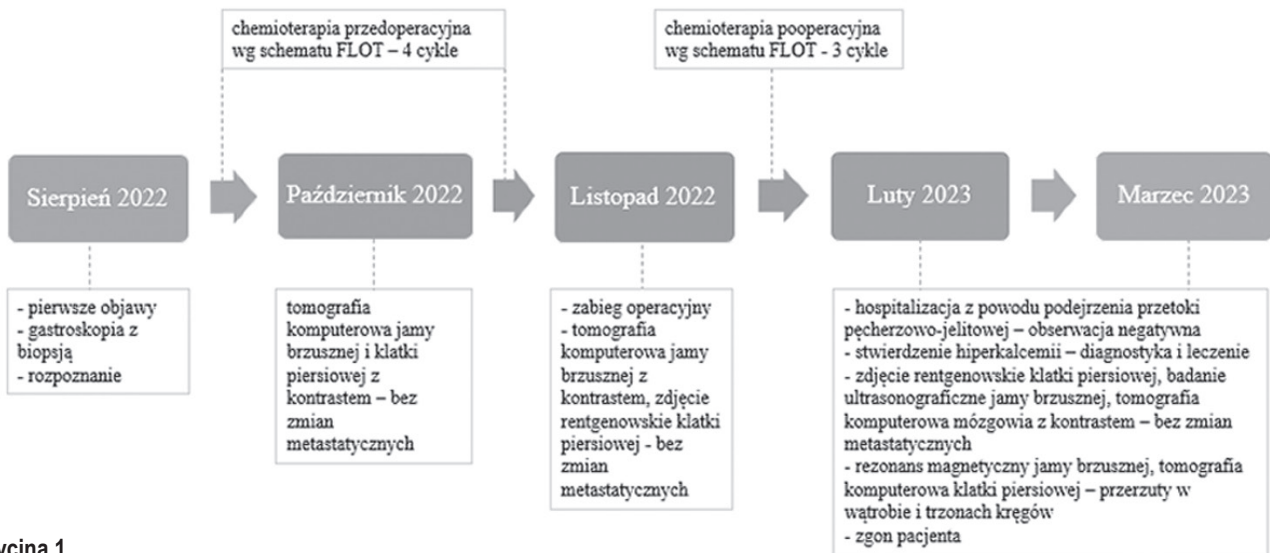 chemioterapia przedoperacyjna
wg schematu FLOT – 4 cykle
chemioterapia pooperacyjna
wg schematu FLOT - 3 cykle
Sierpień 2022
Październik 2022
Listopad 2022
Luty 2023
Marzec 2023
- pierwsze objawy
- gastroskopia z
biopsją
- rozpoznanie
tomografia
komputerowa jamy
brzusznej i klatki
piersiowej z
kontrastem – bez
zmian
metastatycznych
- zabieg operacyjny
- tomografia
komputerowa jamy
brzusznej z
kontrastem, zdjęcie
rentgenowskie klatki
piersiowej - bez
zmian
metastatycznych
- hospitalizacja z powodu podejrzenia przetoki
pęcherzowo-jelitowej – obserwacja negatywna
- stwierdzenie hiperkalcemii – diagnostyka i leczenie
- zdjęcie rentgenowskie klatki piersiowej, badanie
ultrasonograficzne jamy brzusznej, tomografia
komputerowa mózgowia z kontrastem – bez zmian
metastatycznych
- rezonans magnetyczny jamy brzusznej, tomografia
komputerowa klatki piersiowej – przerzuty w
wątrobie i trzonach kręgów
- zgon pacjenta